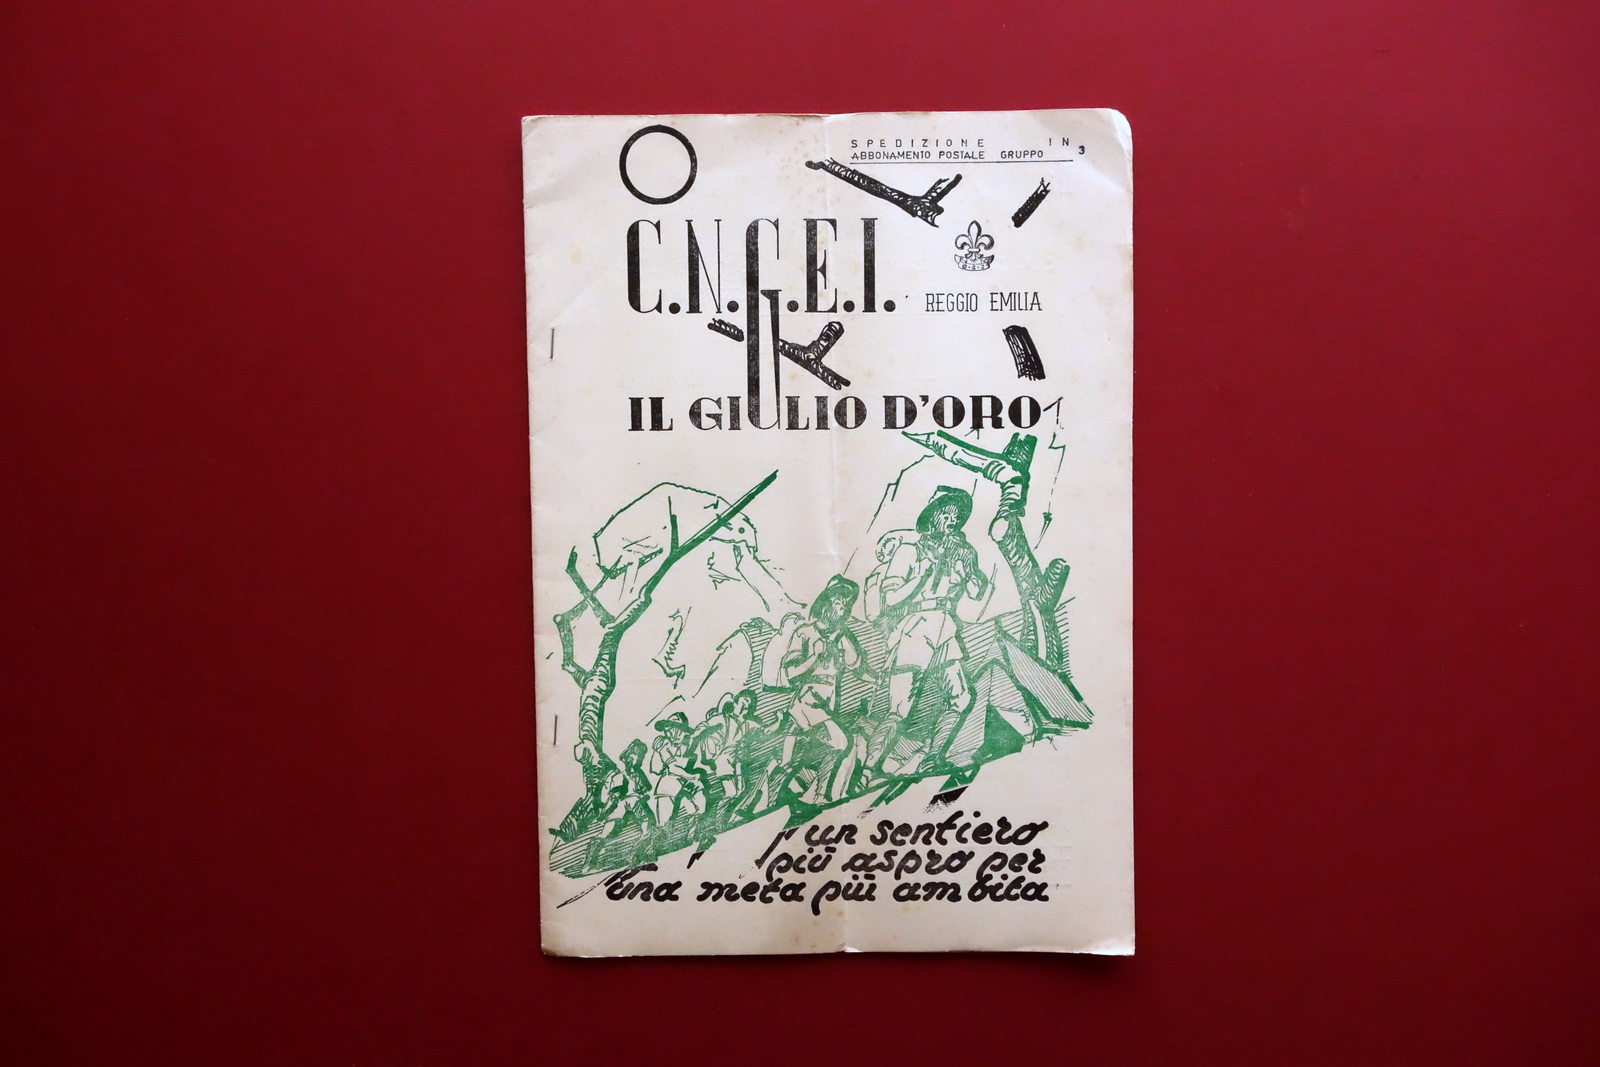 SPEDIZIONE IN
ABBONAMENTO POSTALE GRUPPO 3
C.N.G.E.I.
REGGIO EMILIA
IL GIULIO D'ORO
un sentiero
più aspro per
una meta più ambita